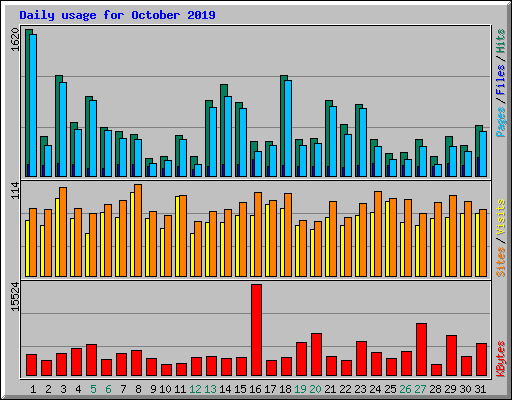 Daily usage for October 2019
1620
Pages / Files / Hits
114
Sites / Visits
15524
KBytes
1 2 3 4 5 6 7 8 9 10 11 12 13 14 15 16 17 18 19 20 21 22 23 24 25 26 27 28 29 30 31